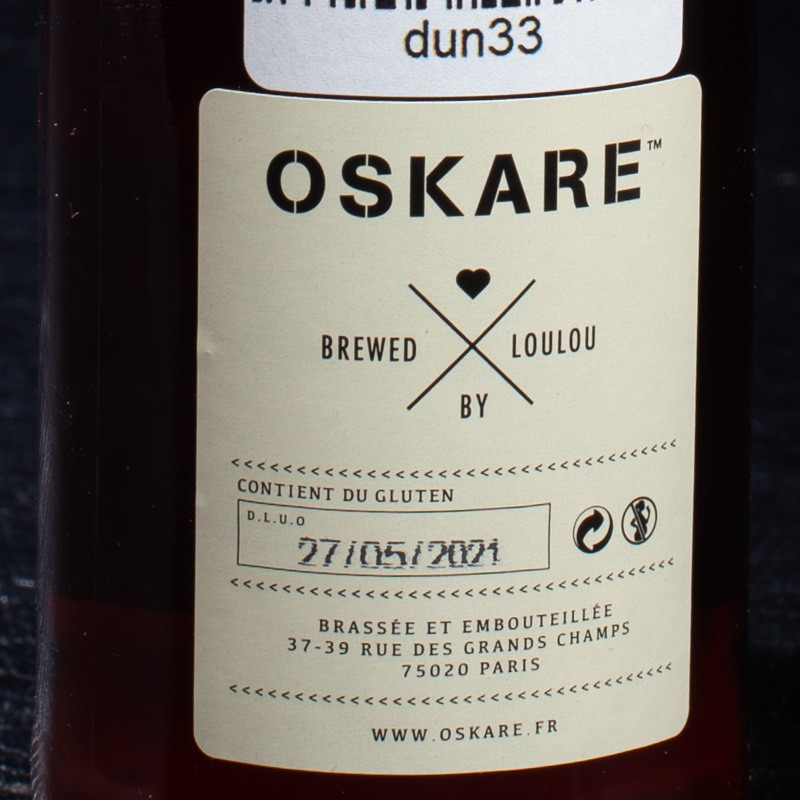 dun33
OSKARE™
BREWED LOULOU
BY
CONTIENT DU GLUTEN
D.L.U.O
27/05/2021
BRASSÉE ET EMBOUTEILLÉE
37-39 RUE DES GRANDS CHAMPS
75020 PARIS
WWW.OSKARE.FR